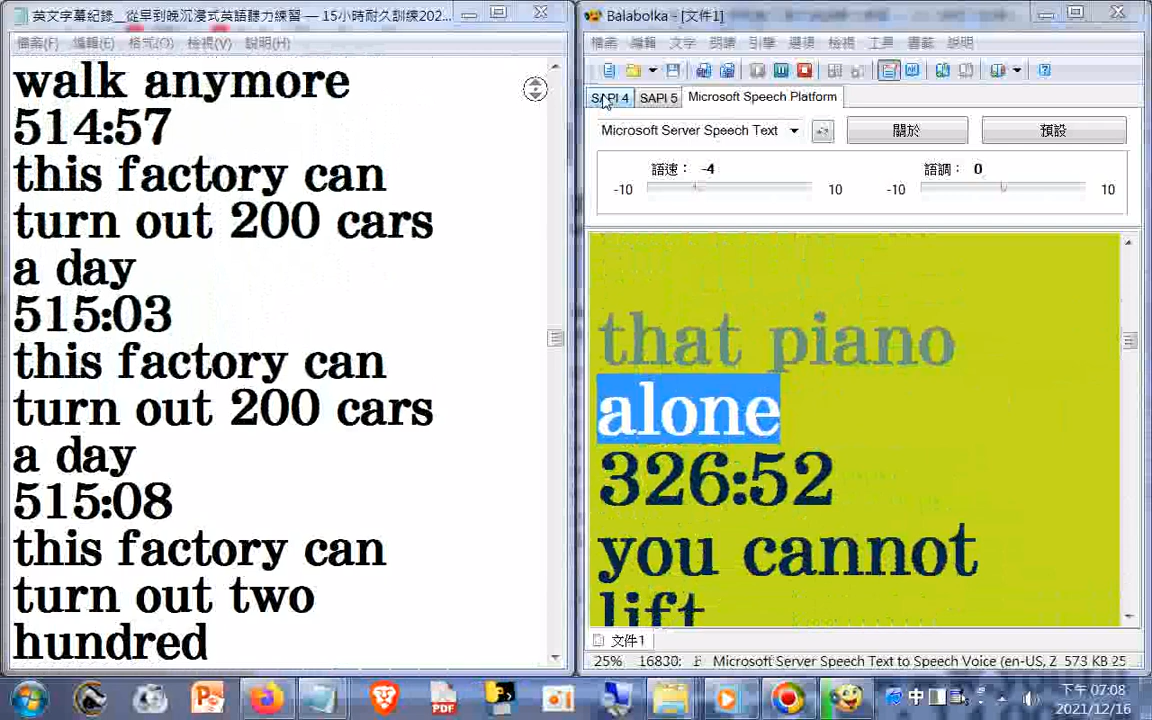 英文字幕紀錄__從早到晚沉浸式英語聽力練習 — 15小時耐久訓練202...
檔案(F) 編輯(E) 格式(O) 檢視(V) 說明(H)
walk anymore
514:57
this factory can
turn out 200 cars
a day
515:03
this factory can
turn out 200 cars
a day
515:08
this factory can
turn out two
hundred
Balabolka - [文件1]
檔案 編輯 文字 朗讀 引擎 選項 檢視 工具 書籤 說明
SAPI 4 SAPI 5 Microsoft Speech Platform
Microsoft Server Speech Text 關於 預設
語速： -4 語調： 0
-10 10 -10 10
that piano
alone
326:52
you cannot
lift
文件1
25% 16830: Microsoft Server Speech Text to Speech Voice (en-US, Z 573 KB 25
PDF 中 下午 07:08
2021/12/16